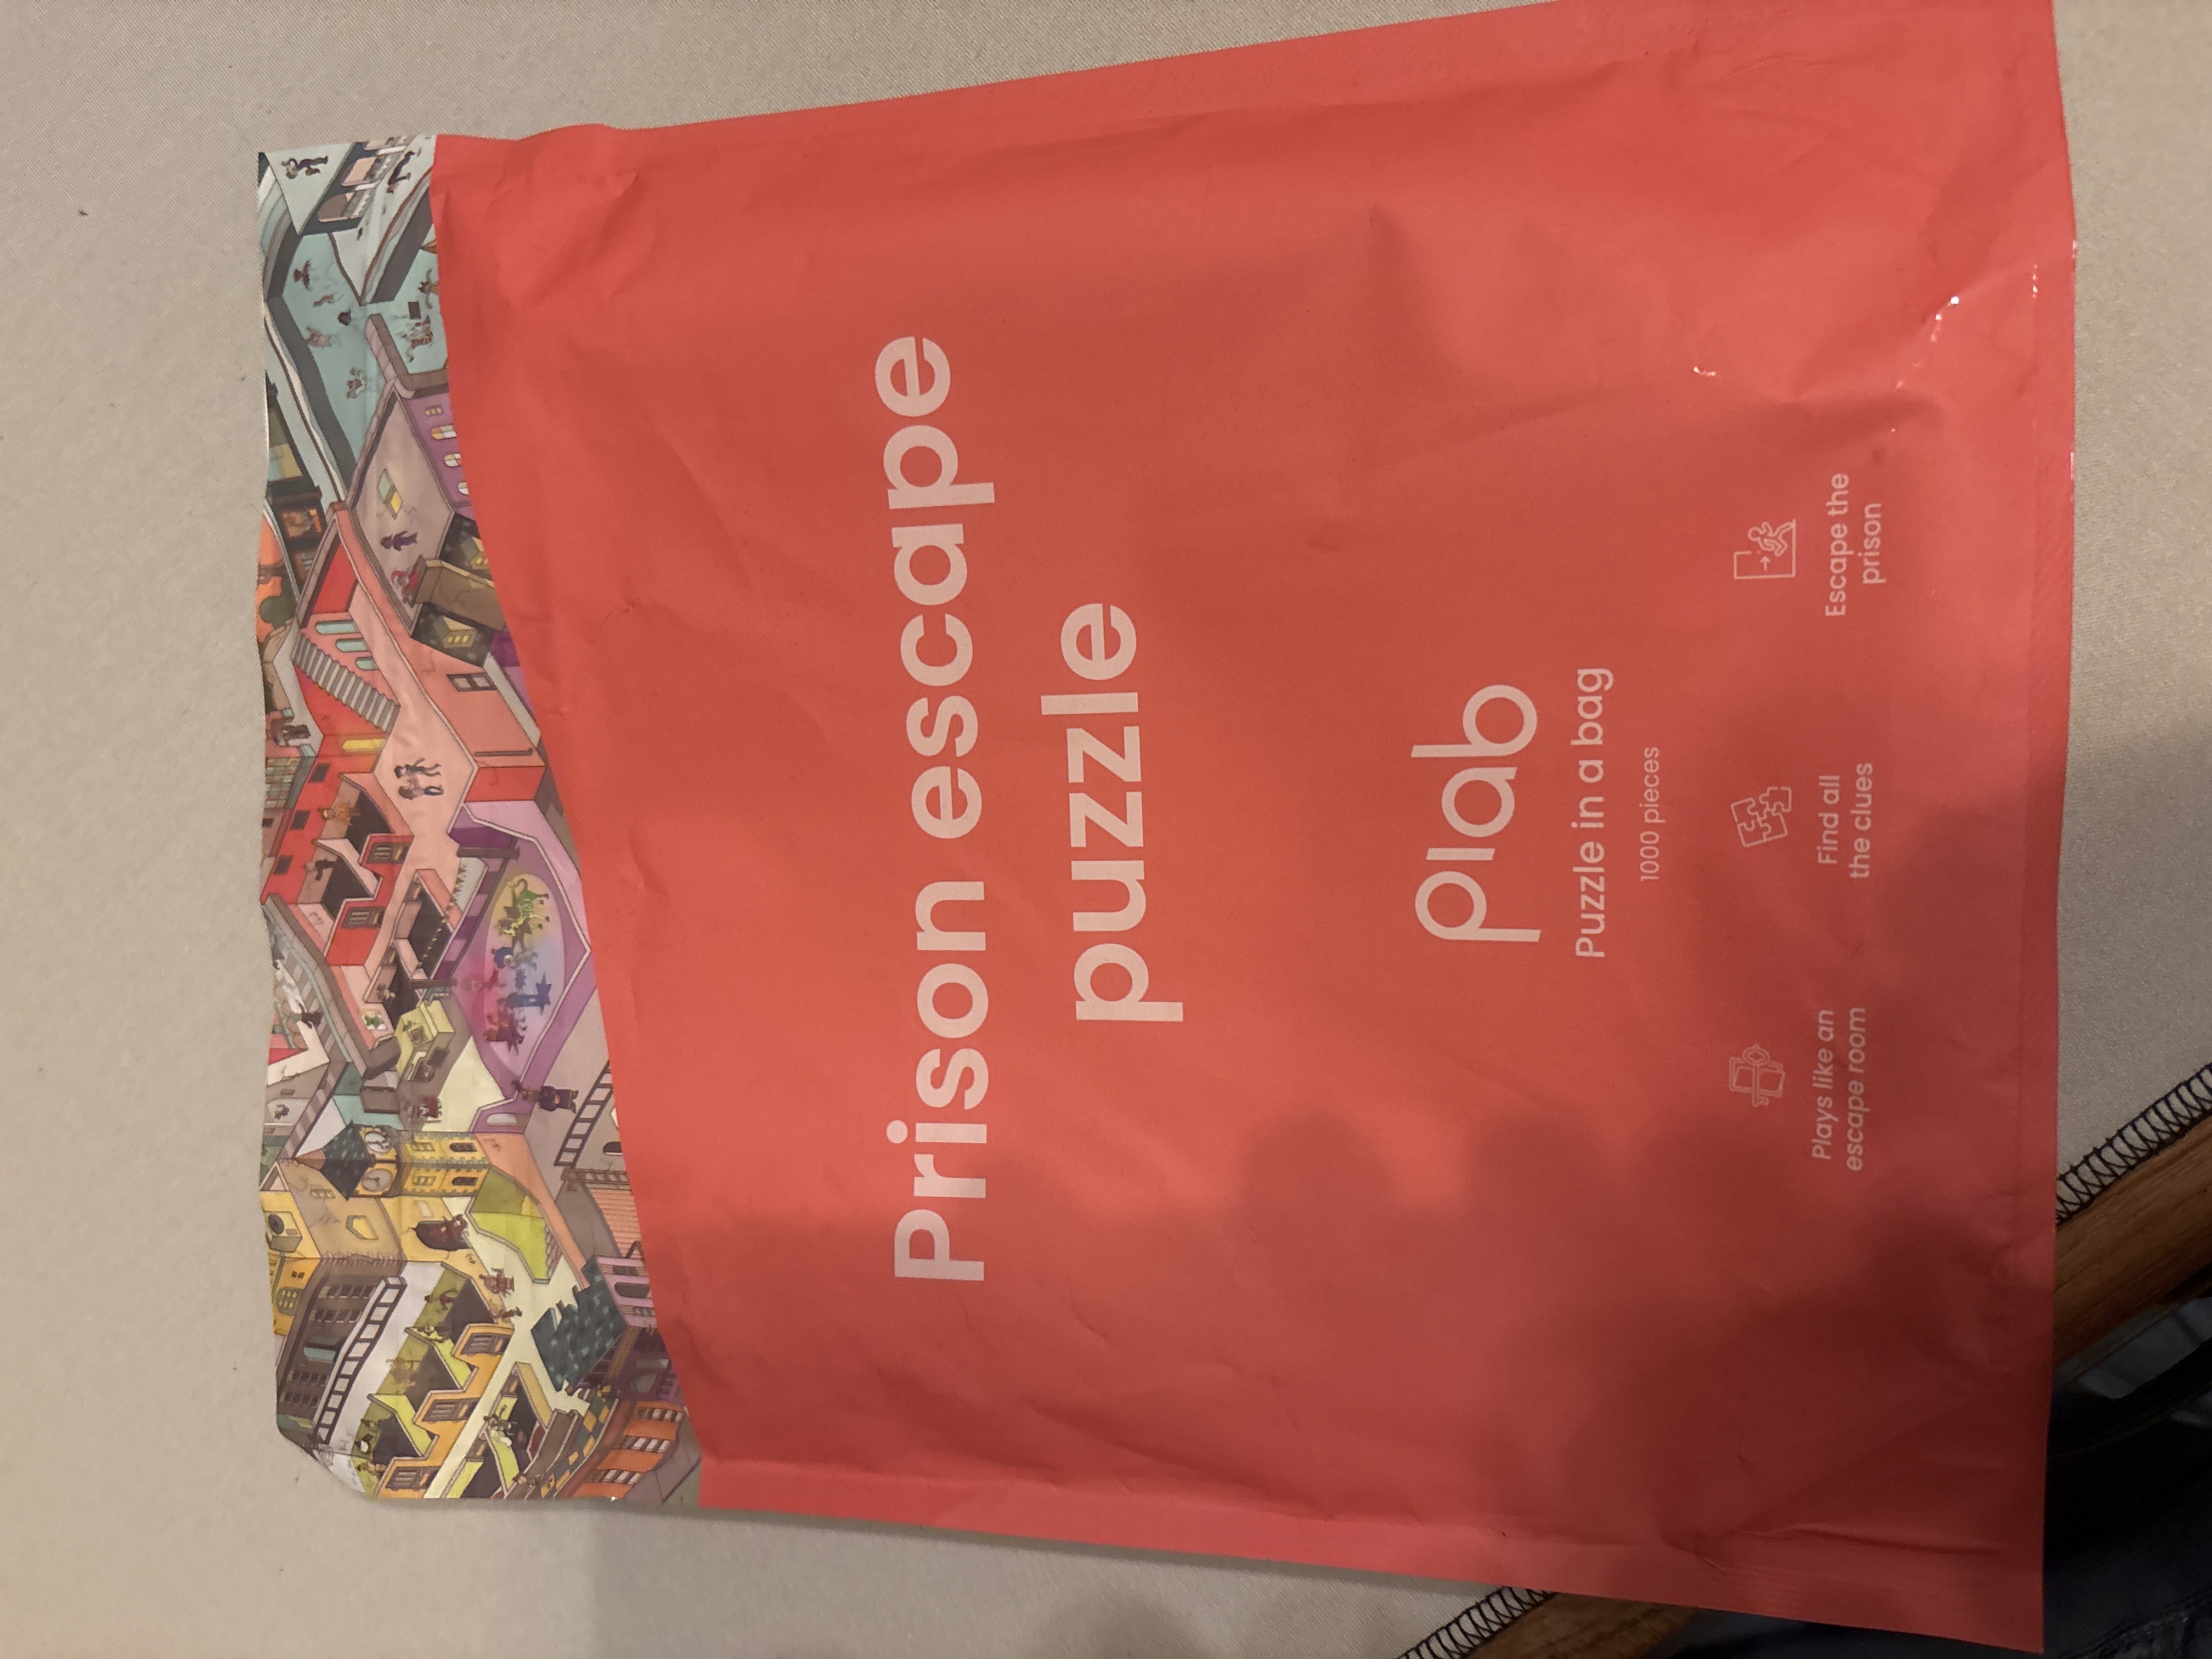 Prison escape
puzzle
plab
Puzzle in a bag
1000 pieces
Plays like an
escape room
Find all
the clues
Escape the
prison